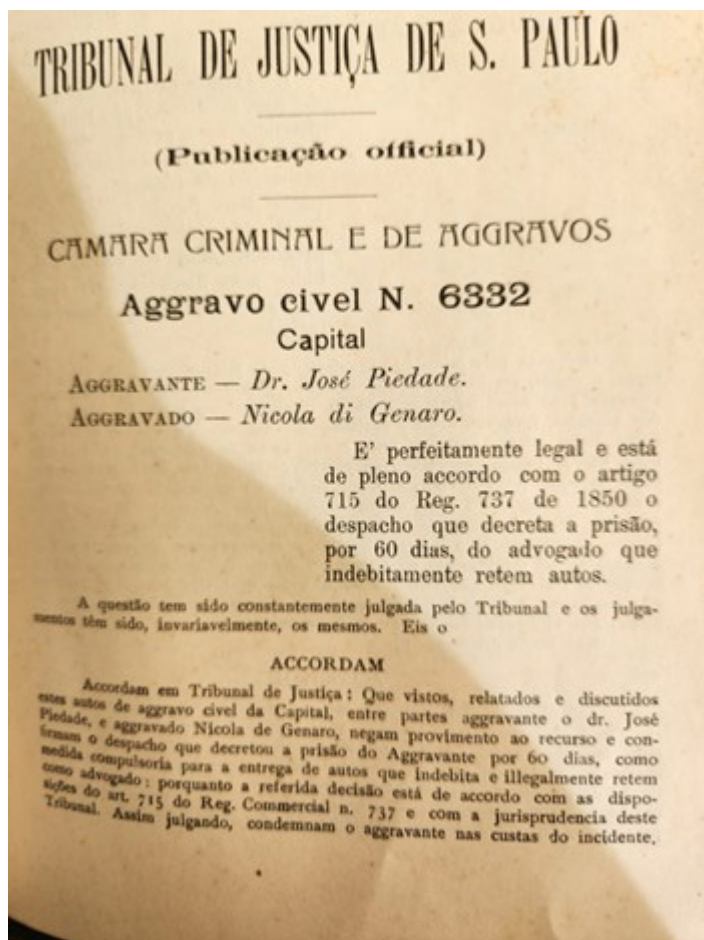 TRIBUNAL DE JUSTIÇA DE S. PAULO
(Publicação official)
CAMARA CRIMINAL E DE AGGRAVOS
Aggravo civel N. 6332
Capital
AGGRAVANTE — Dr. José Piedade.
AGGRAVADO — Nicola di Genaro.
E' perfeitamente legal e está
de pleno accordo com o artigo
715 do Reg. 737 de 1850 o
despacho que decreta a prisão,
por 60 dias, do advogado que
indebitamente retem autos.
A questão tem sido constantemente julgada pelo Tribunal e os julga-
mentos têm sido, invariavelmente, os mesmos. Eis o
ACCORDAM
Accordam em Tribunal de Justiça: Que vistos, relatados e discutidos
estes autos de aggravo civel da Capital, entre partes aggravante o dr. José
Piedade, e aggravado Nicola de Genaro, negam provimento ao recurso e con-
firmam o despacho que decretou a prisão do Aggravante por 60 dias, como
medida compulsoria para a entrega de autos que indebita e illegalmente retem
como advogado; porquanto a referida decisão está de accordo com as dispo-
sições do art. 715 do Reg. Commercial n. 737 e com a jurisprudencia deste
Tribunal. Assim julgando, condemnam o aggravante nas custas do incidente.